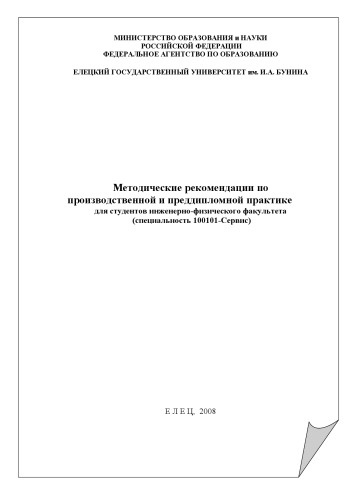 МИНИСТЕРСТВО ОБРАЗОВАНИЯ и НАУКИ
РОССИЙСКОЙ ФЕДЕРАЦИИ
ФЕДЕРАЛЬНОЕ АГЕНТСТВО ПО ОБРАЗОВАНИЮ
ЕЛЕЦКИЙ ГОСУДАРСТВЕННЫЙ УНИВЕРСИТЕТ им. И.А. БУНИНА
Методические рекомендации по
производственной и преддипломной практике
для студентов инженерно-физического факультета
(специальность 100101-Сервис)
Е Л Е Ц, 2008